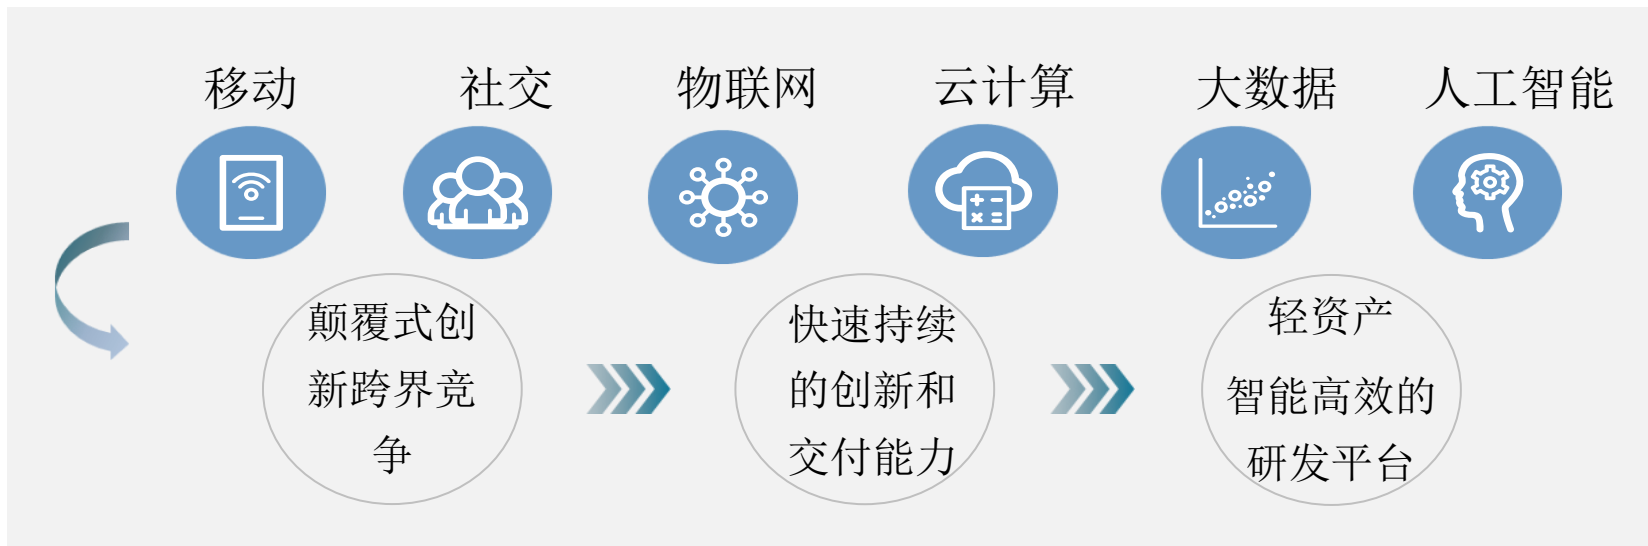 移动 社交 物联网 云计算 大数据 人工智能
颠覆式创
新跨界竞
争
快速持续
的创新和
交付能力
轻资产
智能高效的
研发平台